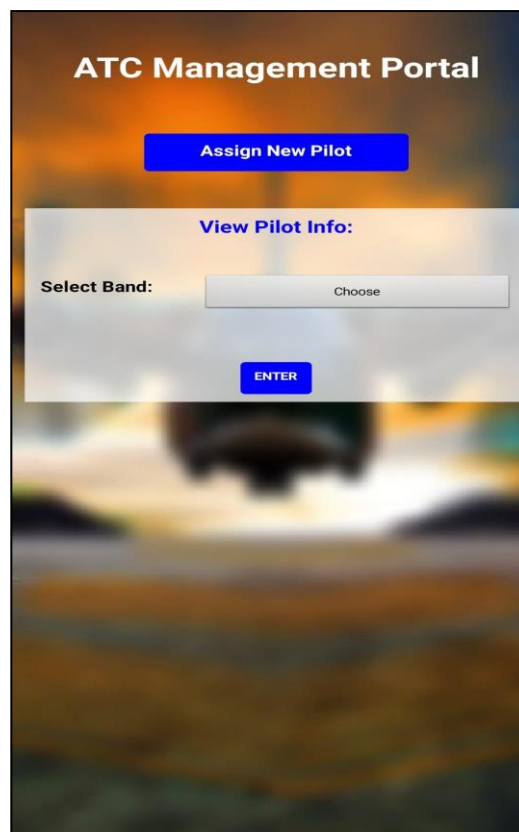 ATC Management Portal
Assign New Pilot
View Pilot Info:
Select Band:
Choose
ENTER